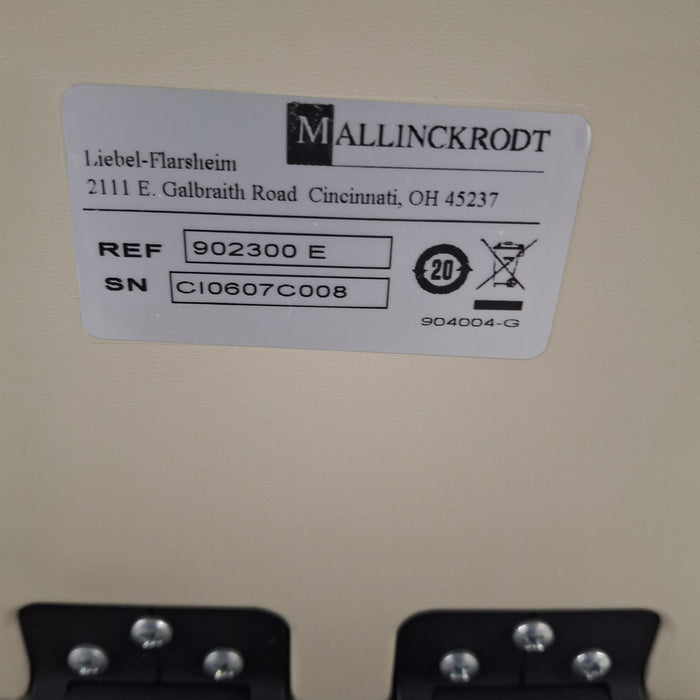 MALLINCKRODT
Liebel-Flarsheim
2111 E. Galbraith Road Cincinnati, OH 45237
REF 902300 E
SN CI0607C008
20
904004-G